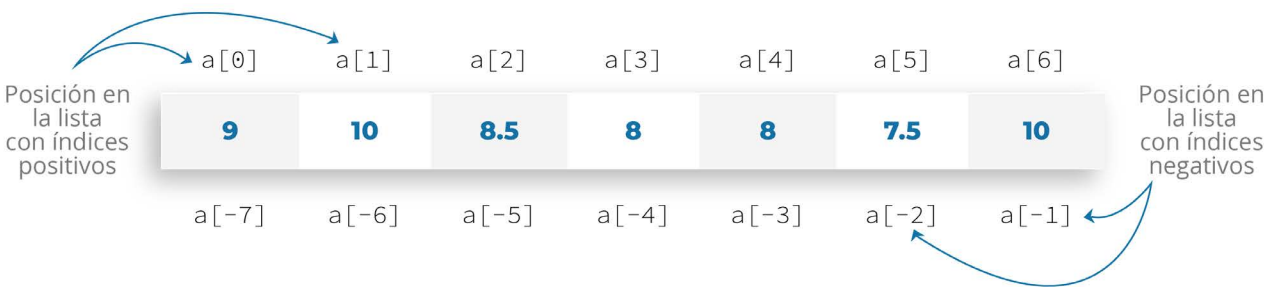 a[0] a[1] a[2] a[3] a[4] a[5] a[6]
Posición en
la lista
con índices
positivos
9 10 8.5 8 8 7.5 10
Posición en
la lista
con índices
negativos
a[-7] a[-6] a[-5] a[-4] a[-3] a[-2] a[-1]